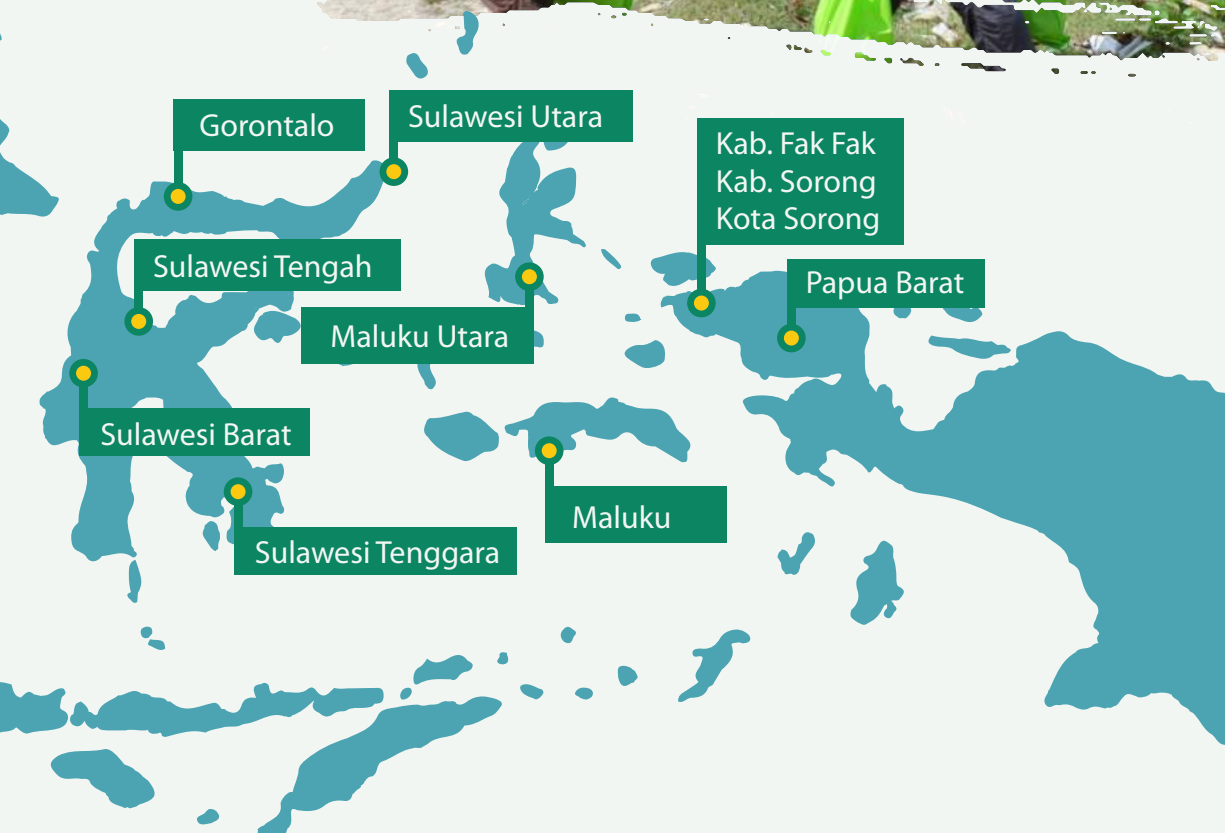 Gorontalo
Sulawesi Utara
Kab. Fak Fak
Kab. Sorong
Kota Sorong
Sulawesi Tengah
Papua Barat
Maluku Utara
Sulawesi Barat
Maluku
Sulawesi Tenggara